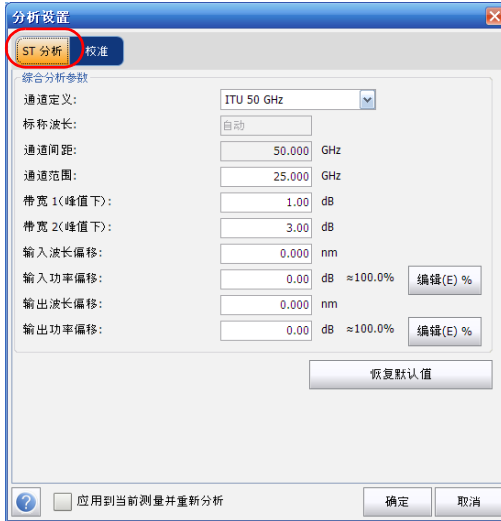 分析设置
ST 分析 校准
综合分析参数
通道定义: ITU 50 GHz
标称波长: 自动
通道间距: 50.000 GHz
通道范围: 25.000 GHz
带宽 1(峰值下): 1.00 dB
带宽 2(峰值下): 3.00 dB
输入波长偏移: 0.000 nm
输入功率偏移: 0.00 dB ≈100.0% 编辑(E) %
输出波长偏移: 0.000 nm
输出功率偏移: 0.00 dB ≈100.0% 编辑(E) %
恢复默认值
? 应用到当前测量并重新分析 确定 取消